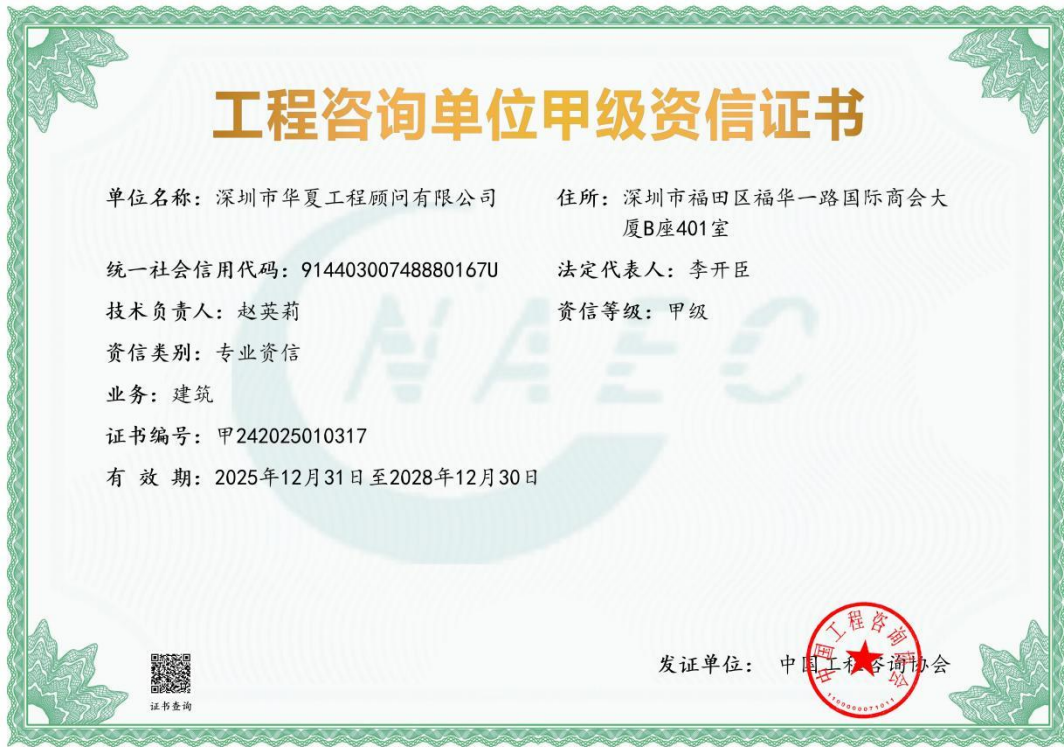 工程咨询单位甲级资信证书
单位名称：深圳市华夏工程顾问有限公司
住所：深圳市福田区福华一路国际商会大
厦B座401室
统一社会信用代码：91440300748880167U
法定代表人：李开臣
技术负责人：赵英莉
资信等级：甲级
资信类别：专业资信
业务：建筑
证书编号：甲242025010317
有 效 期：2025年12月31日至2028年12月30日
CNAEC
发证单位： 中国工程咨询协会
中国工程咨询协会
1100000071011
证书查询